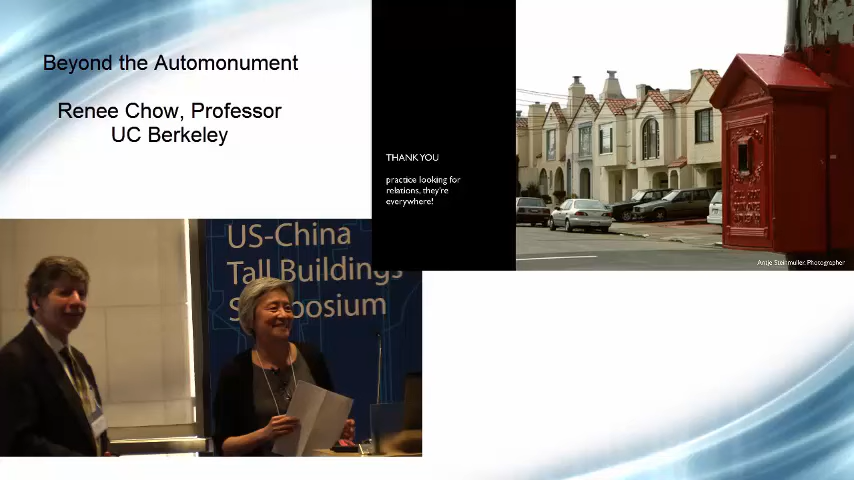 Beyond the Automonument
Renee Chow, Professor
UC Berkeley
THANK YOU
practice looking for
relations, they're
everywhere!
Antje Steinmuller, Photographer
US-China
Tall Buildings
Symposium